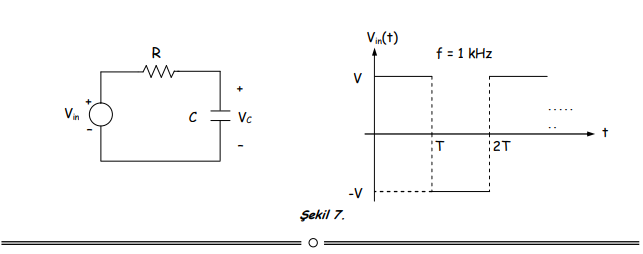 R
+
Vin
-
C
+
Vc
-
Vin(t)
f = 1 kHz
V
-V
T
2T
.....
..
t
Şekil 7.